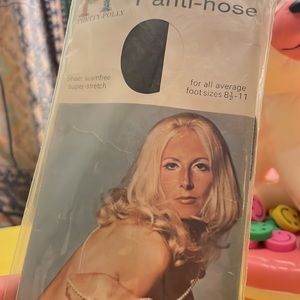 Panti-hose
PRETTY POLLY
sheer seamfree
super-stretch
for all average
foot sizes 8½-11